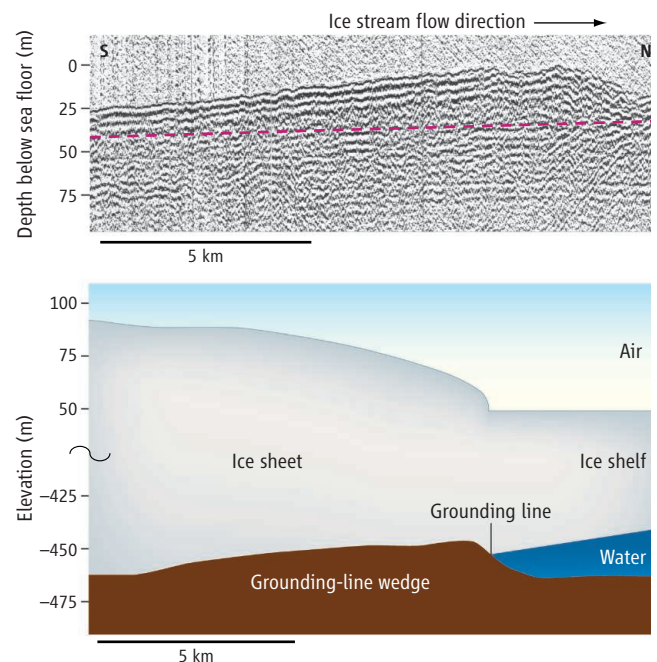 Ice stream flow direction
S
N
Depth below sea floor (m)
0
25
50
75
5 km
Elevation (m)
100
75
50
–425
–450
–475
Air
Ice sheet
Ice shelf
Grounding line
Water
Grounding-line wedge
5 km